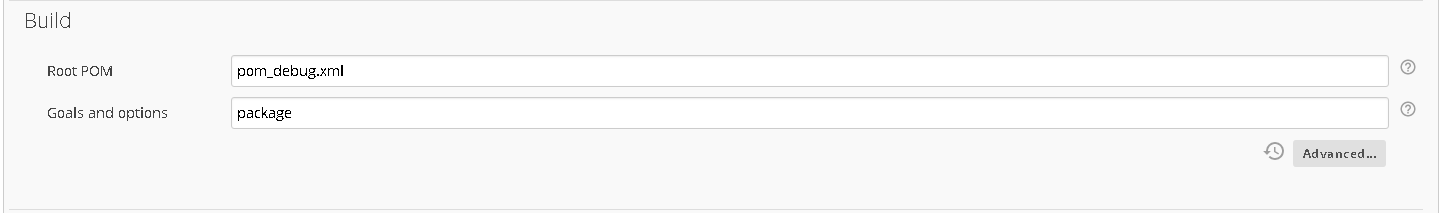 Build
Root POM pom_debug.xml
Goals and options package
Advanced...